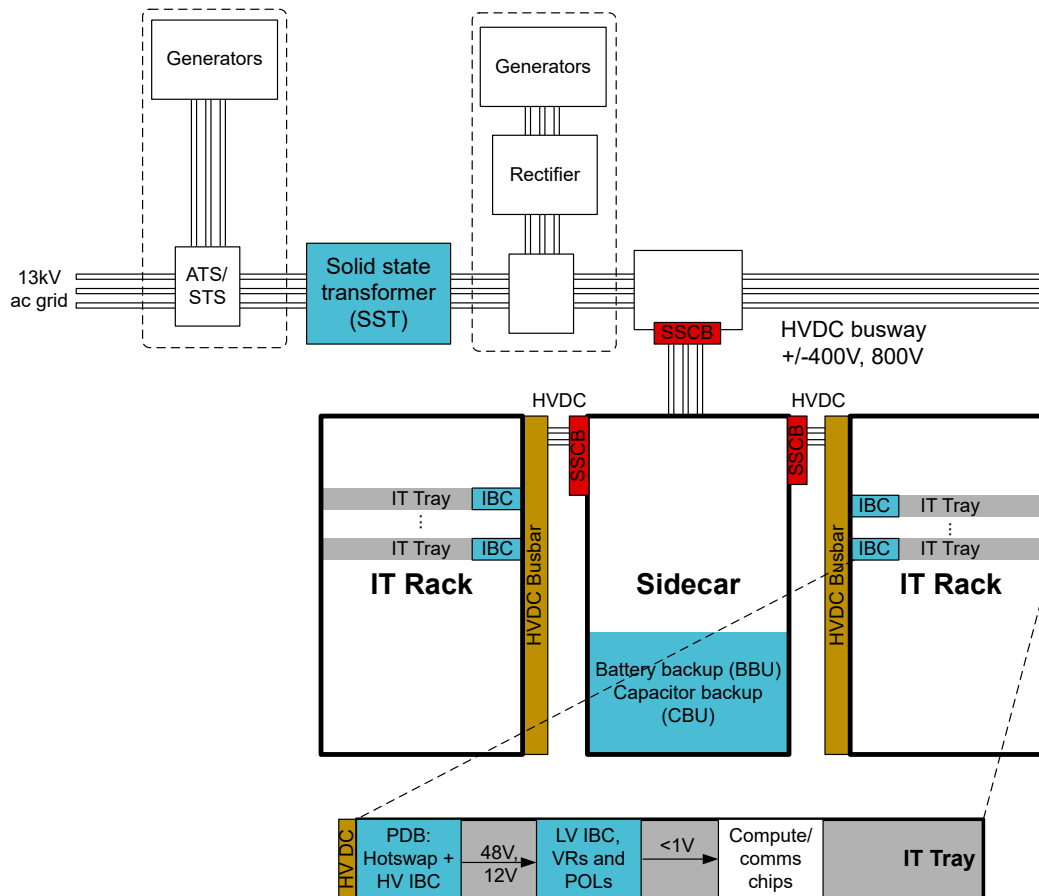 Generators
Generators
Rectifier
13kV
ac grid
ATS/
STS
Solid state
transformer
(SST)
SSCB
HVDC busway
+/-400V, 800V
HVDC
HVDC
SSCB
SSCB
IT Tray
IBC
⋮
IT Tray
IBC
IT Rack
HVDC Busbar
Sidecar
Battery backup (BBU)
Capacitor backup
(CBU)
HVDC Busbar
IBC
IT Tray
...
IBC
IT Tray
IT Rack
HV DC
PDB:
Hotswap +
HV IBC
48V,
12V
LV IBC,
VRs and
POLs
<1V
Compute/
comms
chips
IT Tray